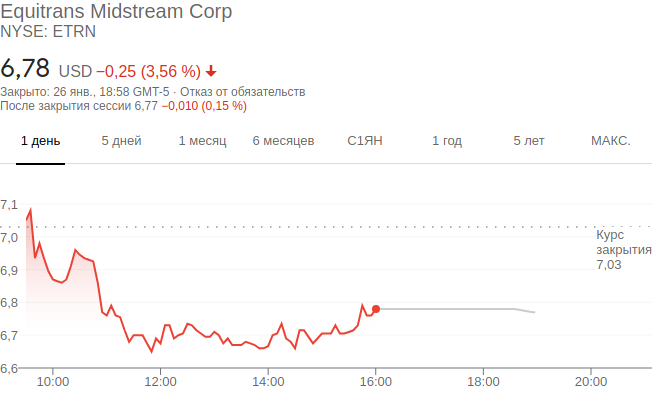 Equitrans Midstream Corp
NYSE: ETRN
6,78 USD −0,25 (3,56 %)
Закрыто: 26 янв., 18:58 GMT-5 · Отказ от обязательств
После закрытия сессии 6,77 −0,010 (0,15 %)
1 день 5 дней 1 месяц 6 месяцев С1ЯН 1 год 5 лет МАКС.
7,1
7,0
6,9
6,8
6,7
6,6
Курс
закрытия
7,03
10:00 12:00 14:00 16:00 18:00 20:00